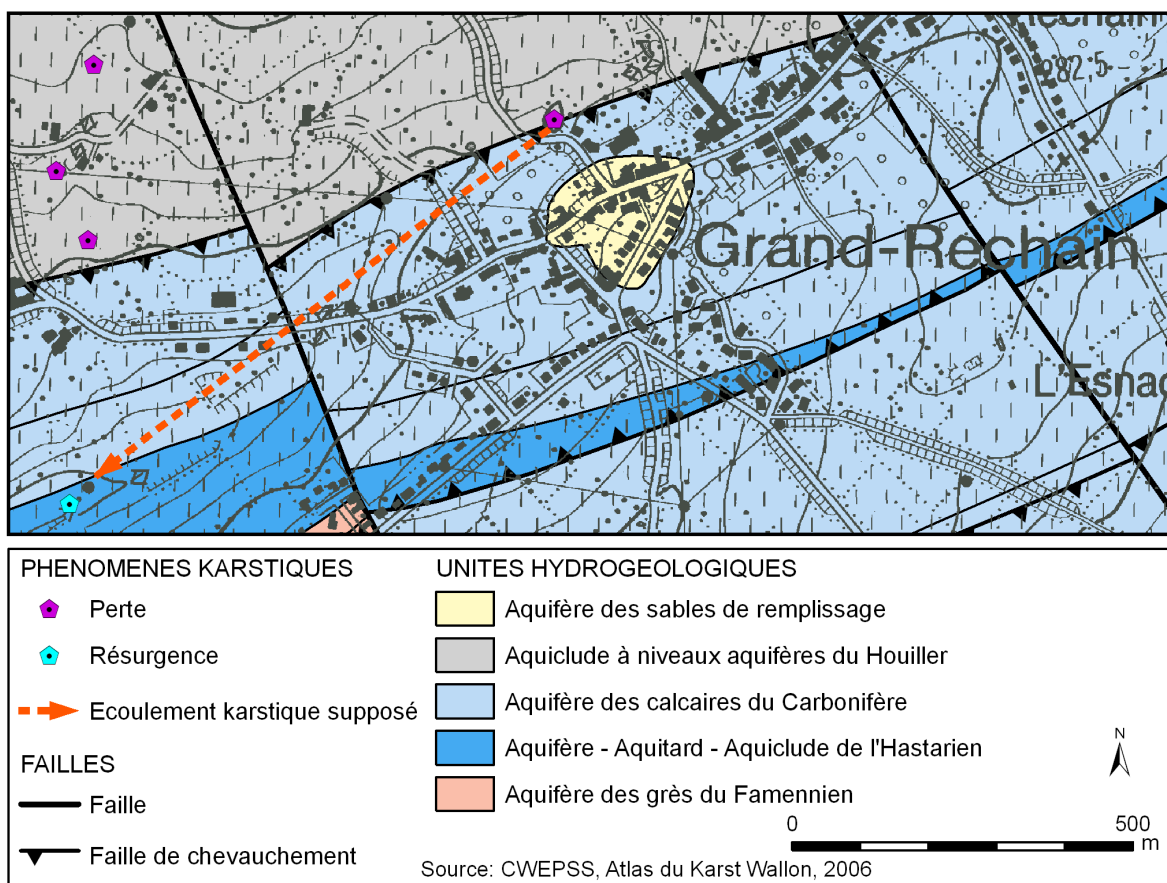 282,5
Grand-Rechain
L'Esna
PHENOMENES KARSTIQUES
Perte
Résurgence
Ecoulement karstique supposé
FAILLES
Faille
Faille de chevauchement
UNITES HYDROGEOLOGIQUES
Aquifère des sables de remplissage
Aquiclude à niveaux aquifères du Houiller
Aquifère des calcaires du Carbonifère
Aquifère - Aquitard - Aquiclude de l'Hastarien
Aquifère des grès du Famennien
N
0 500
m
Source: CWEPSS, Atlas du Karst Wallon, 2006